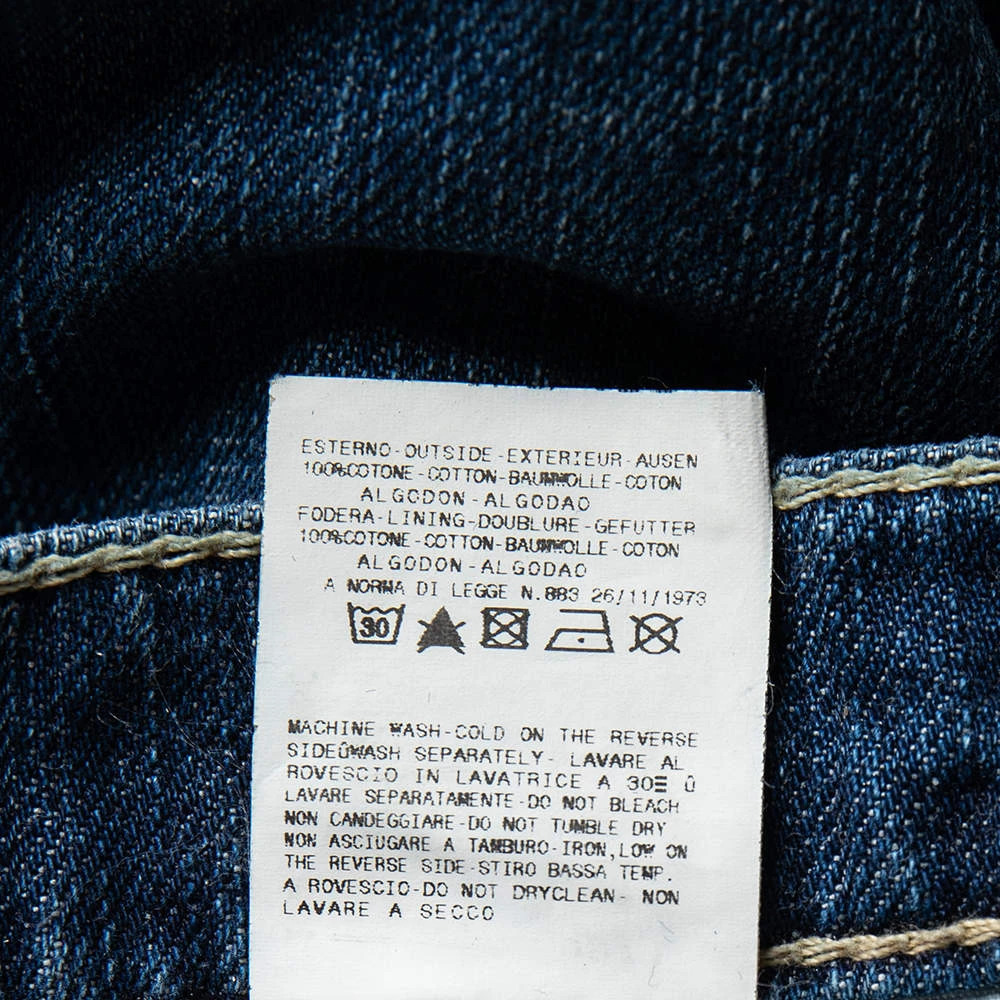 ESTERNO-OUTSIDE-EXTERIEUR-AUSEN
100%COTONE-COTTON-BAUMWOLLE-COTON
ALGODON-ALGODAO
FODERA-LINING-DOUBLURE-GEFUTTER
100%COTONE-COTTON-BAUMWOLLE-COTON
ALGODON-ALGODAO
A NORMA DI LEGGE N.883 26/11/1973
30
MACHINE WASH-COLD ON THE REVERSE
SIDEÛWASH SEPARATELY- LAVARE AL
ROVESCIO IN LAVATRICE A 30Ξ Û
LAVARE SEPARATAMENTE-DO NOT BLEACH
NON CANDEGGIARE-DO NOT TUMBLE DRY
NON ASCIUGARE A TAMBURO-IRON,LOW ON
THE REVERSE SIDE-STIRO BASSA TEMP.
A ROVESCIO-DO NOT DRYCLEAN- NON
LAVARE A SECCO